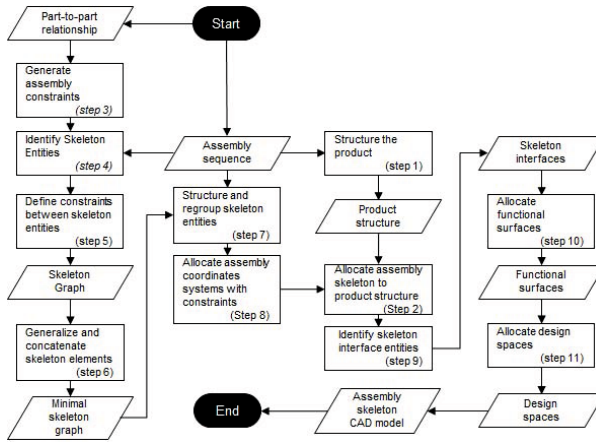 Part-to-part
relationship
Start
Generate
assembly
constraints
(step 3)
Identify Skeleton
Entities
(step 4)
Assembly
sequence
Structure the
product
(step 1)
Skeleton
interfaces
Define constraints
between skeleton
entities
(step 5)
Structure and
regroup skeleton
entities
(step 7)
Product
structure
Allocate
functional
surfaces
(step 10)
Skeleton
Graph
Allocate assembly
coordinates
systems with
constraints
(Step 8)
Allocate assembly
skeleton to
product structure
(Step 2)
Functional
surfaces
Generalize and
concatenate
skeleton elements
(step 6)
Identify skeleton
interface entities
(step 9)
Allocate design
spaces
(step 11)
Minimal
skeleton
graph
End
Assembly
skeleton
CAD model
Design
spaces